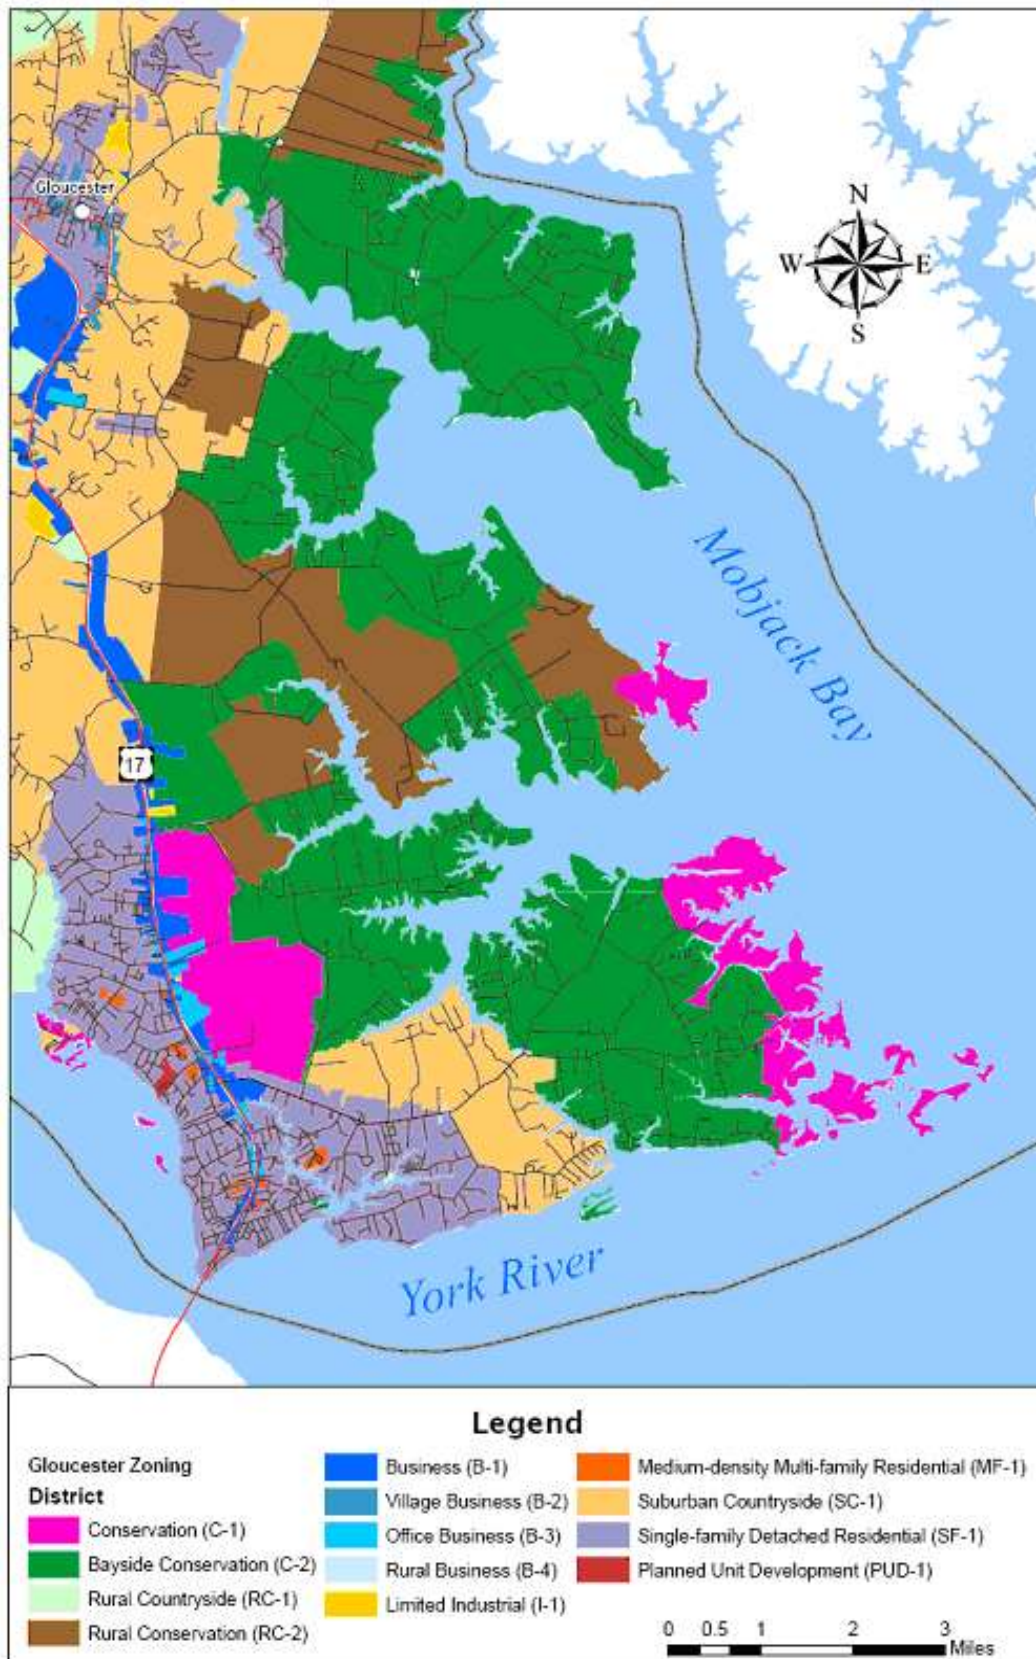 Gloucester
N
W E
S
Mobjack Bay
17
York River
Legend
Gloucester Zoning
District
Conservation (C-1)
Bayside Conservation (C-2)
Rural Countryside (RC-1)
Rural Conservation (RC-2)
Business (B-1)
Village Business (B-2)
Office Business (B-3)
Rural Business (B-4)
Limited Industrial (I-1)
Medium-density Multi-family Residential (MF-1)
Suburban Countryside (SC-1)
Single-family Detached Residential (SF-1)
Planned Unit Development (PUD-1)
0 0.5 1 2 3
Miles